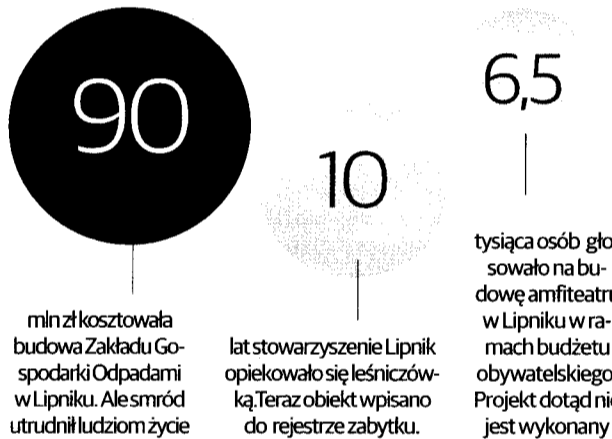 90
mln zł kosztowała
budowa Zakładu Go-
spodarki Odpadami
w Lipniku. Ale smród
utrudnił ludziom życie
10
lat stowarzyszenie Lipnik
opiekowało się leśniczów-
ką.Teraz obiekt wpisano
do rejestrze zabytku.
6,5
tysiąca osób gło
sowało na bu-
dowę amfiteatru
w Lipniku w ra-
mach budżetu
obywatelskiego
Projekt dotąd nie
jest wykonany